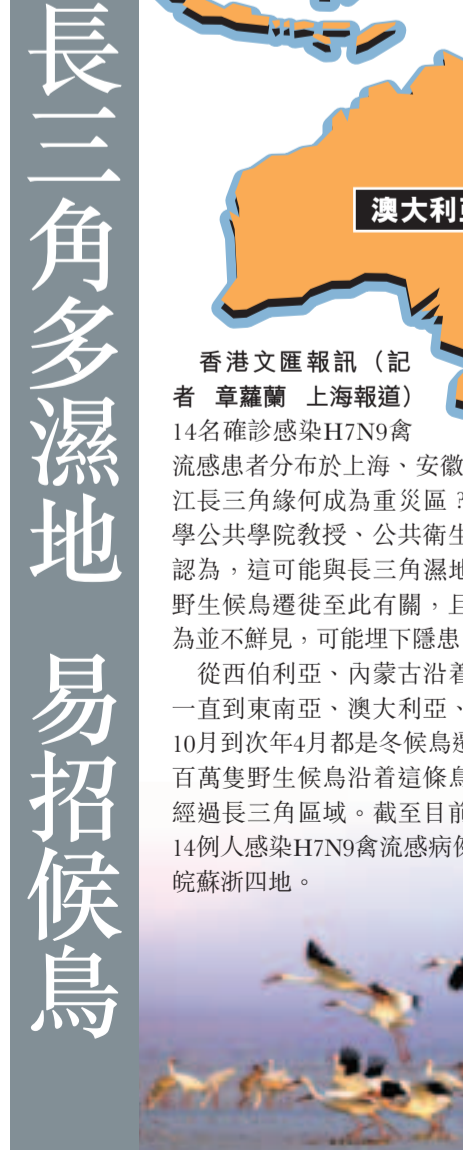 長三角多濕地 易招候鳥
澳大利
香港文匯報訊（記
者 章蘿蘭 上海報道）
14名確診感染H7N9禽
流感患者分布於上海、安徽
江長三角緣何成為重災區？
學公共學院教授、公共衛生
認為，這可能與長三角濕地
野生候鳥遷徙至此有關，且
為並不鮮見，可能埋下隱患
從西伯利亞、內蒙古沿着
一直到東南亞、澳大利亞、
10月到次年4月都是冬候鳥遷
百萬隻野生候鳥沿着這條鳥
經過長三角區域。截至目前
14例人感染H7N9禽流感病例
皖蘇浙四地。